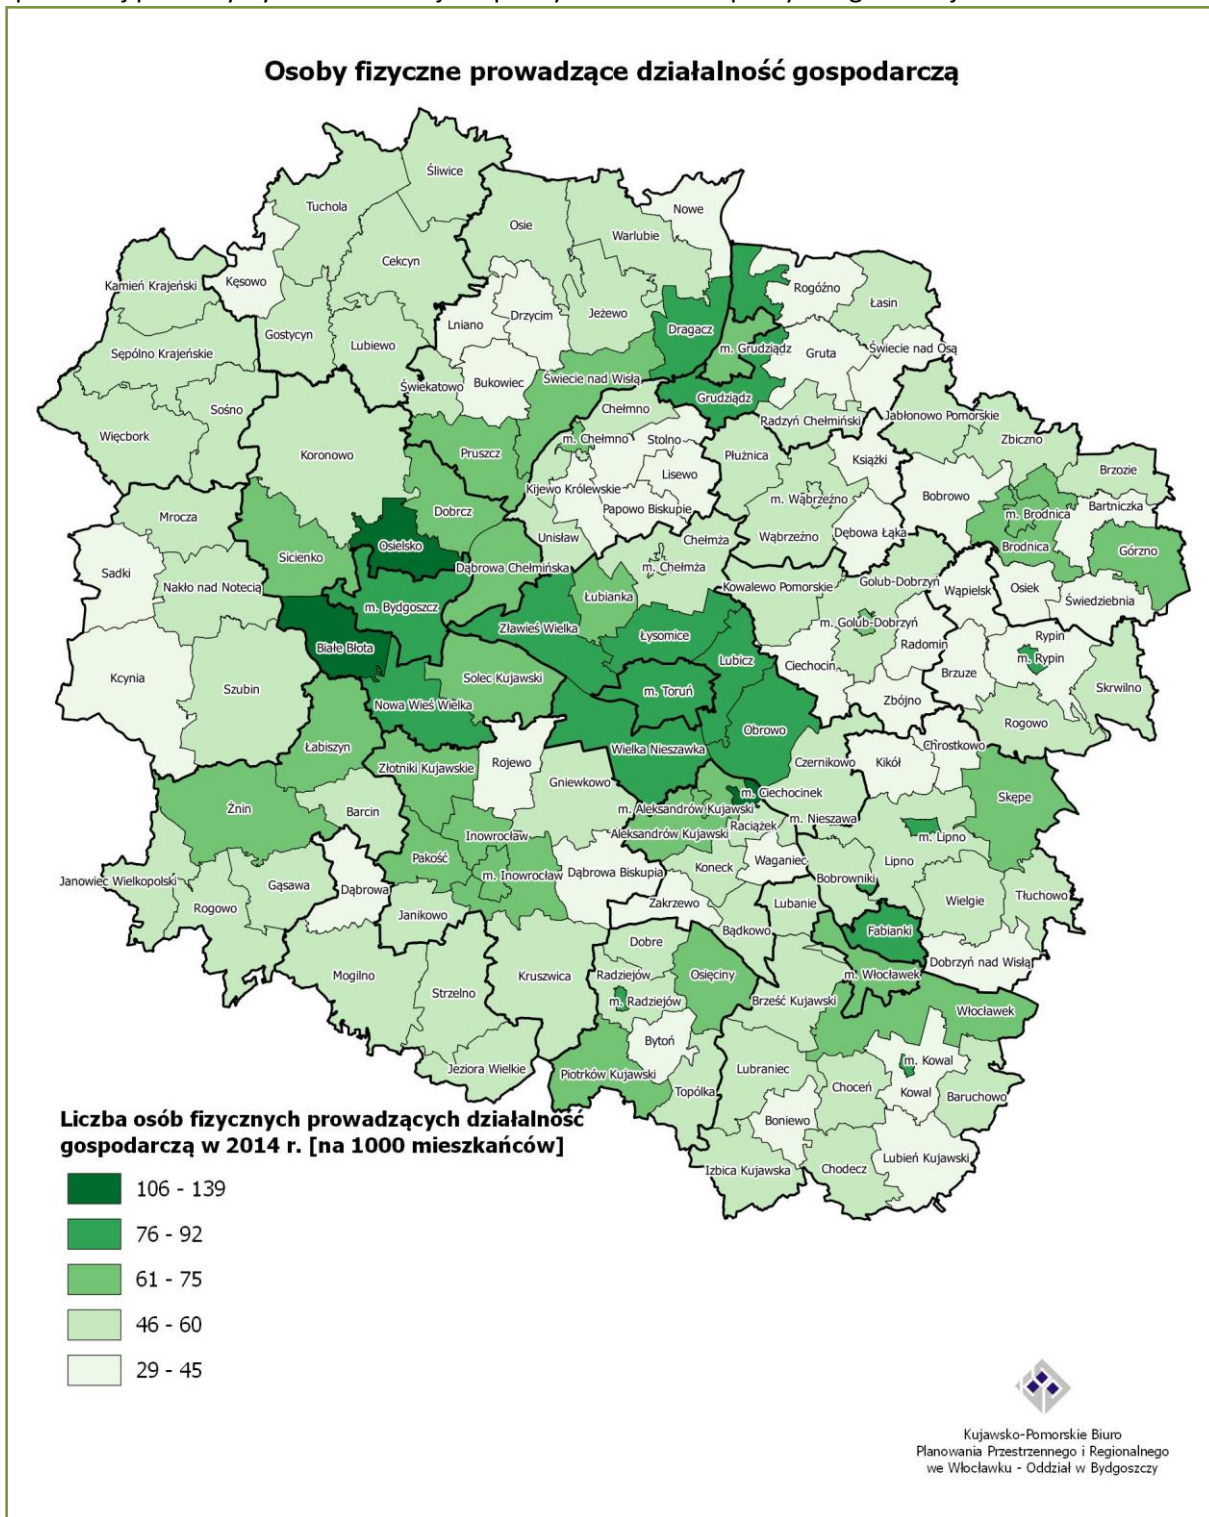 Osoby fizyczne prowadzące działalność gospodarczą
Śliwice
Tuchola
Nowe
Osie
Warlubie
Cekcyn
Kęsowo
Kamień Krajeński
Rogóźno
Łasin
Jeżewo
Drzycim
Lniano
Dragacz
Gostycyn
Lubiewo
m. Grudziądz
Gruta
Świecie nad Osą
Sępólno Krajeńskie
Świekatowo
Bukowiec
Świecie nad Wisłą
Grudziądz
Sośno
Chełmno
Radzyń Chełmiński
Jabłonowo Pomorskie
Więcbork
m. Chełmno
Stolno
Zbiczno
Koronowo
Pruszcz
Płużnica
Książki
Brzozie
Lisewo
Kijewo Królewskie
m. Wąbrzeźno
Bobrowo
Bartniczka
Mrocza
Dobrcz
Papowo Biskupie
m. Brodnica
Dębowa Łąka
Unisław
Chełmża
Wąbrzeźno
Brodnica
Górzno
Osielsko
Sicienko
Dąbrowa Chełmińska
m. Chełmża
Sadki
Nakło nad Notecią
Kowalewo Pomorskie
Golub-Dobrzyń
Wąpielsk
Osiek
Świedziebnia
m. Bydgoszcz
Łubianka
m. Golub-Dobrzyń
Zławieś Wielka
Łysomice
Radomin
Rypin
Białe Błota
Lubicz
Ciechocin
m. Rypin
Kcynia
Szubin
Solec Kujawski
m. Toruń
Brzuze
Skrwilno
Nowa Wieś Wielka
Zbójno
Rogowo
Obrowo
Łabiszyn
Wielka Nieszawka
Chrostkowo
Rojewo
Czernikowo
Kikół
Złotniki Kujawskie
Gniewkowo
m. Ciechocinek
Skępe
Żnin
Barcin
m. Aleksandrów Kujawski
Raciążek
m. Nieszawa
Inowrocław
Aleksandrów Kujawski
m. Lipno
Pakość
Waganiec
Lipno
Janowiec Wielkopolski
Gąsawa
Dąbrowa
m. Inowrocław
Dąbrowa Biskupia
Koneck
Bobrowniki
Tłuchowo
Rogowo
Janikowo
Zakrzewo
Lubanie
Wielgie
Bądkowo
Fabianki
Dobre
Dobrzyń nad Wisłą
Mogilno
Kruszwica
Radziejów
Osięciny
m. Włocławek
Strzelno
m. Radziejów
Brześć Kujawski
Włocławek
Bytoń
m. Kowal
Jeziora Wielkie
Piotrków Kujawski
Lubraniec
Topólka
Choceń
Kowal
Baruchowo
Boniewo
Lubień Kujawski
Izbica Kujawska
Chodecz
Liczba osób fizycznych prowadzących działalność
gospodarczą w 2014 r. [na 1000 mieszkańców]
106 - 139
76 - 92
61 - 75
46 - 60
29 - 45
Kujawsko-Pomorskie Biuro
Planowania Przestrzennego i Regionalnego
we Włocławku - Oddział w Bydgoszczy